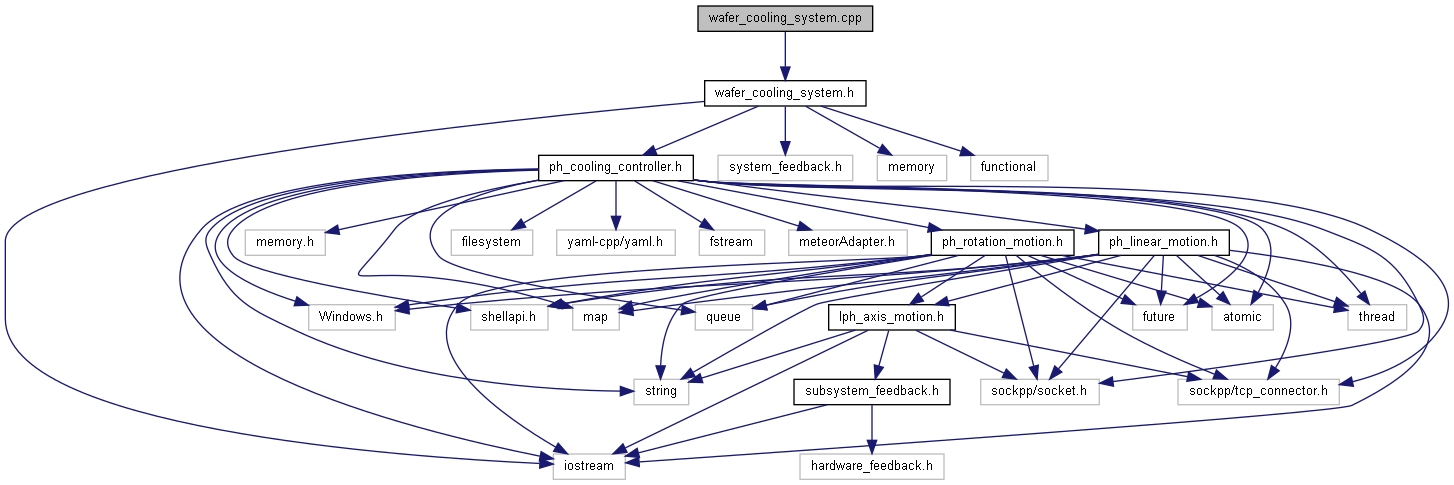 wafer_cooling_system.cpp
wafer_cooling_system.h
ph_cooling_controller.h
system_feedback.h
memory
functional
memory.h
filesystem
yaml-cpp/yaml.h
fstream
meteorAdapter.h
ph_rotation_motion.h
ph_linear_motion.h
Windows.h
shellapi.h
map
queue
lph_axis_motion.h
future
atomic
thread
string
subsystem_feedback.h
sockpp/socket.h
sockpp/tcp_connector.h
iostream
hardware_feedback.h